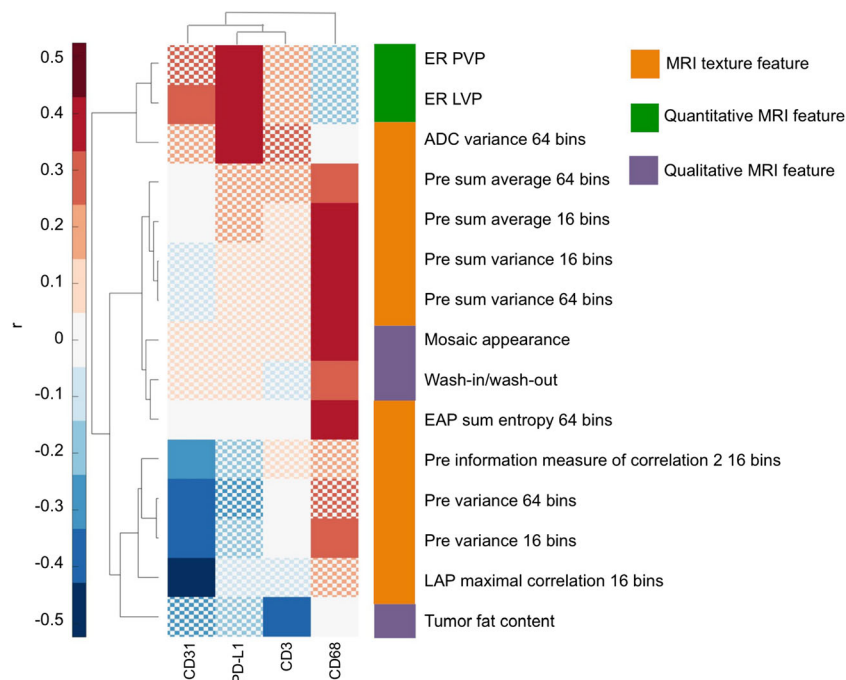 0.5
0.4
0.3
0.2
0.1
0
-0.1
-0.2
-0.3
-0.4
-0.5
r
ER PVP
ER LVP
ADC variance 64 bins
Pre sum average 64 bins
Pre sum average 16 bins
Pre sum variance 16 bins
Pre sum variance 64 bins
Mosaic appearance
Wash-in/wash-out
EAP sum entropy 64 bins
Pre information measure of correlation 2 16 bins
Pre variance 64 bins
Pre variance 16 bins
LAP maximal correlation 16 bins
Tumor fat content
MRI texture feature
Quantitative MRI feature
Qualitative MRI feature
CD31
PD-L1
CD3
CD68